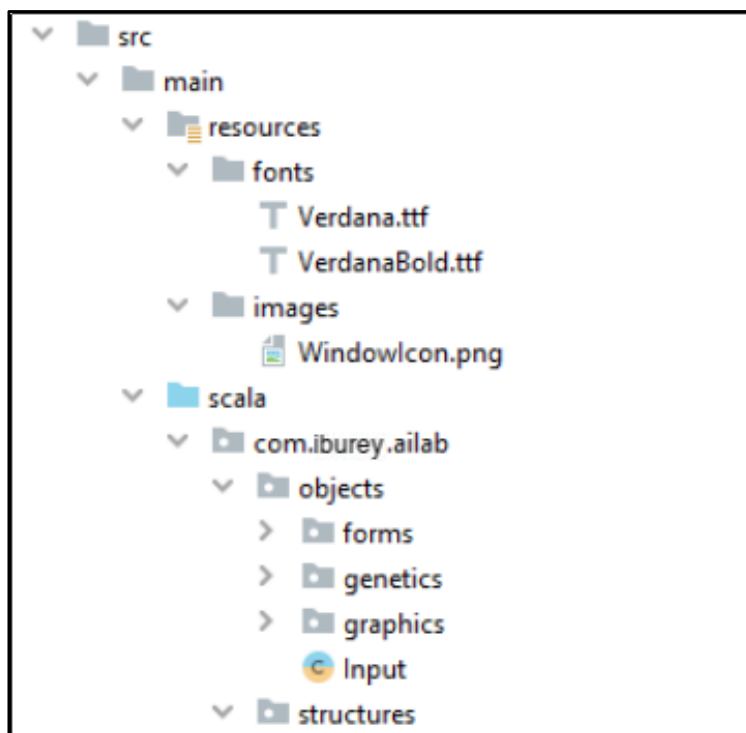 src
main
resources
fonts
Verdana.ttf
VerdanaBold.ttf
images
WindowIcon.png
scala
com.iburey.ailab
objects
forms
genetics
graphics
Input
structures